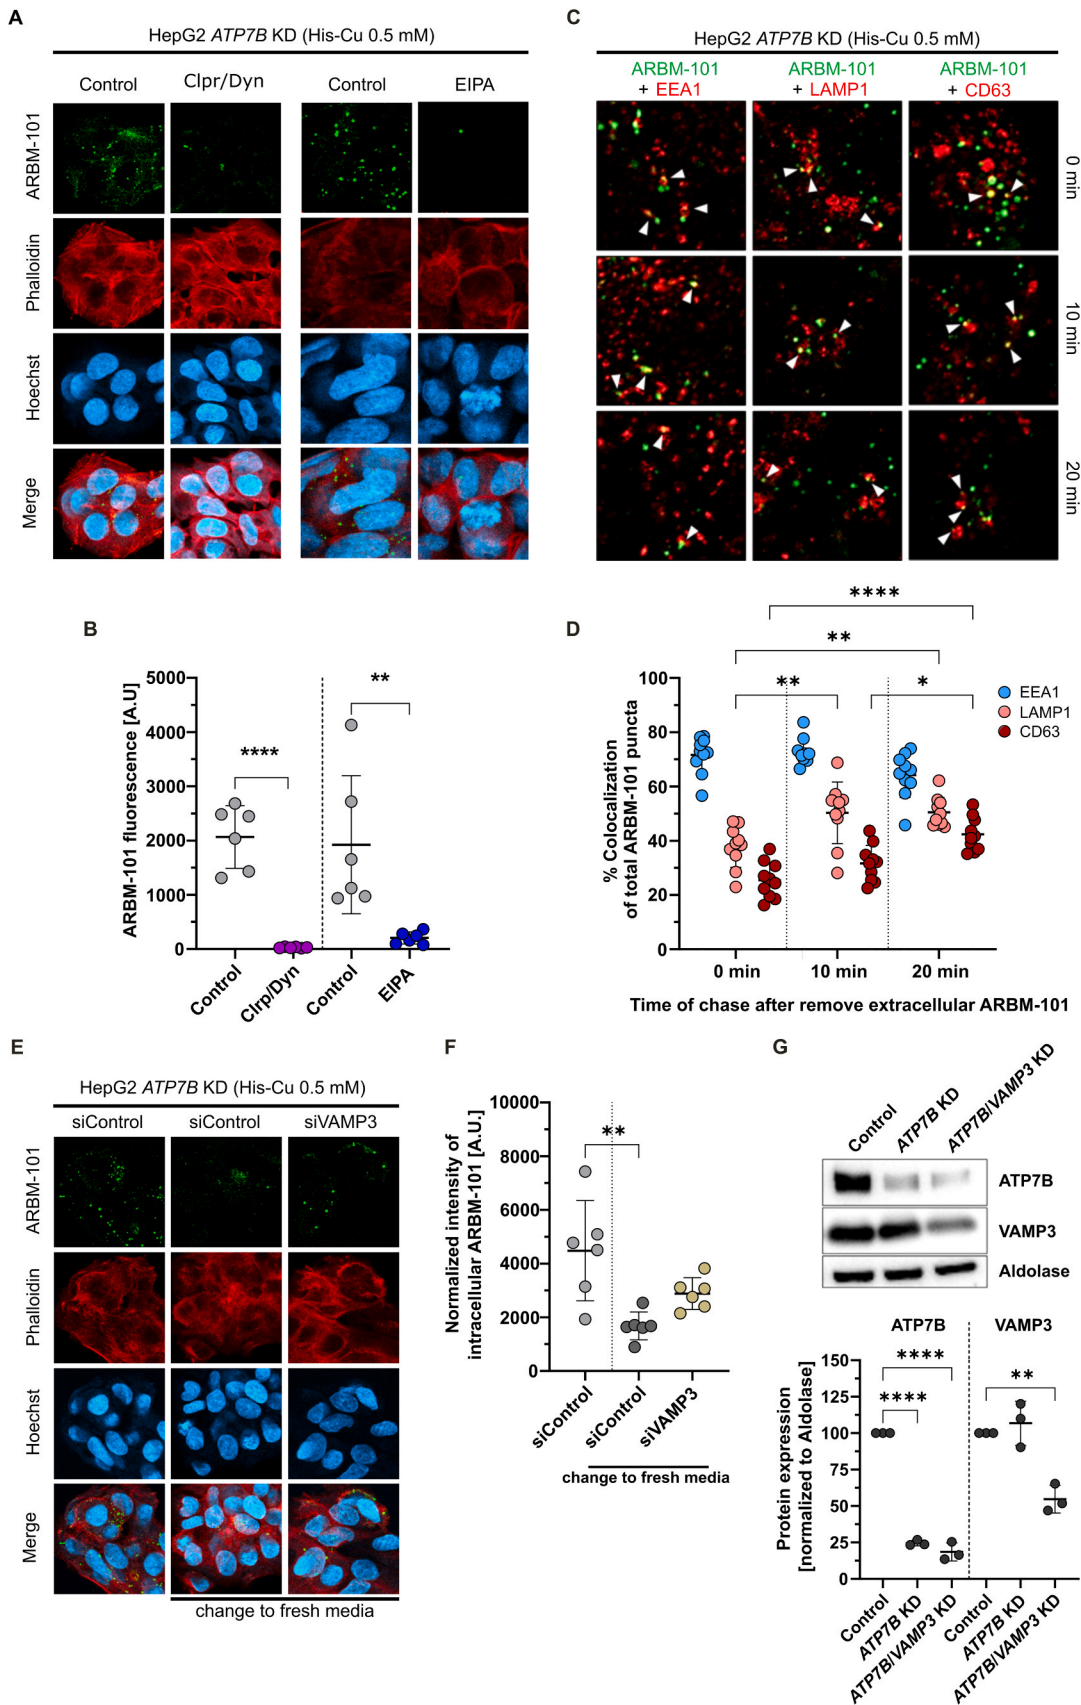 A
HepG2 ATP7B KD (His-Cu 0.5 mM)
Control
Clpr/Dyn
Control
EIPA
ARBM-101
Phalloidin
Hoechst
Merge
C
HepG2 ATP7B KD (His-Cu 0.5 mM)
ARBM-101
+ EEA1
ARBM-101
+ LAMP1
ARBM-101
+ CD63
0 min
10 min
20 min
B
ARBM-101 fluorescence [A.U]
5000
4000
3000
2000
1000
0
****
**
Control
Clrp/Dyn
Control
EIPA
D
****
**
**
*
% Colocalization
of total ARBM-101 puncta
100
80
60
40
20
0
EEA1
LAMP1
CD63
0 min
10 min
20 min
Time of chase after remove extracellular ARBM-101
E
HepG2 ATP7B KD (His-Cu 0.5 mM)
siControl
siControl
siVAMP3
ARBM-101
Phalloidin
Hoechst
Merge
change to fresh media
F
Normalized intensity of
intracellular ARBM-101 [A.U.]
10000
8000
6000
4000
2000
0
**
siControl
siControl
siVAMP3
change to fresh media
G
Control
ATP7B KD
ATP7B/VAMP3 KD
ATP7B
VAMP3
Aldolase
ATP7B
VAMP3
Protein expression
[normalized to Aldolase]
150
125
100
75
50
25
0
****
****
**
Control
ATP7B KD
ATP7B/VAMP3 KD
Control
ATP7B KD
ATP7B/VAMP3 KD